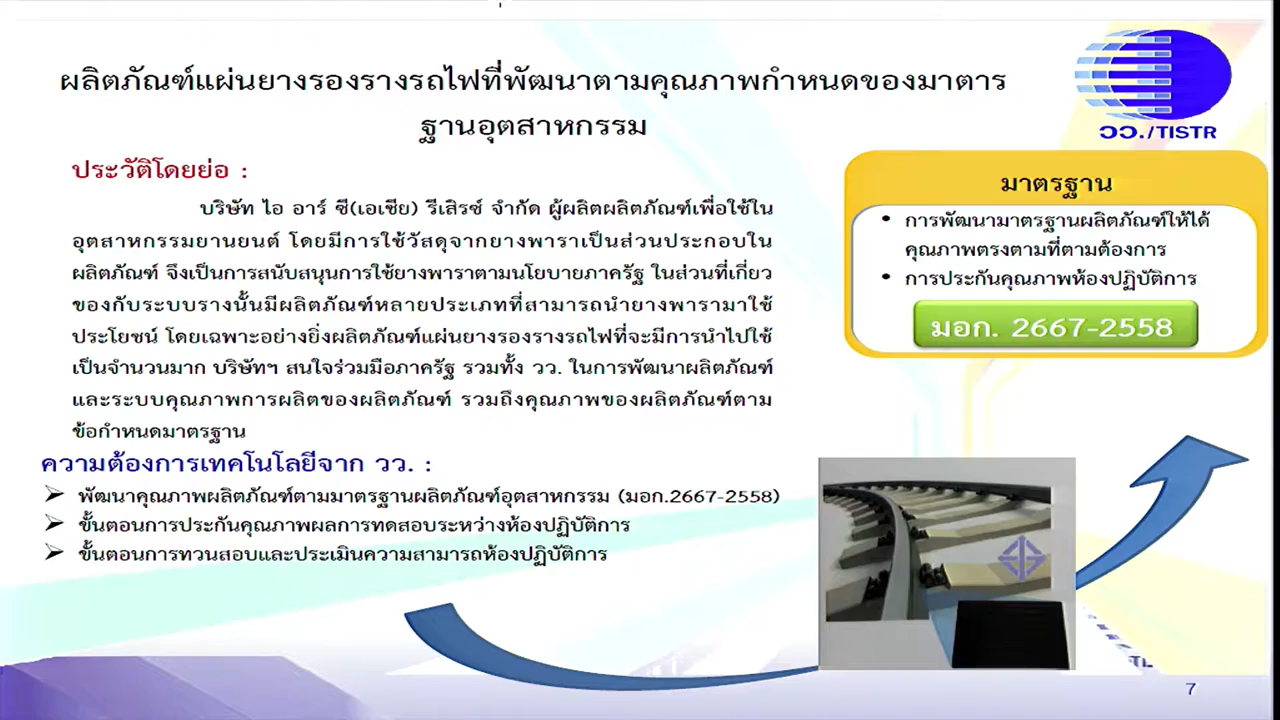 ผลิตภัณฑ์แผ่นยางรองรางรถไฟที่พัฒนาตามคุณภาพกำหนดของมาตาร
ฐานอุตสาหกรรม
วว./TISTR
ประวัติโดยย่อ :
บริษัท ไอ อาร์ ซี(เอเชีย) รีเสิรซ์ จำกัด ผู้ผลิตผลิตภัณฑ์เพื่อใช้ใน
อุตสาหกรรมยานยนต์ โดยมีการใช้วัสดุจากยางพาราเป็นส่วนประกอบใน
ผลิตภัณฑ์ จึงเป็นการสนับสนุนการใช้ยางพาราตามนโยบายภาครัฐ ในส่วนที่เกี่ยว
ของกับระบบรางนั้นมีผลิตภัณฑ์หลายประเภทที่สามารถนำยางพารามาใช้
ประโยชน์ โดยเฉพาะอย่างยิ่งผลิตภัณฑ์แผ่นยางรองรางรถไฟที่จะมีการนำไปใช้
เป็นจำนวนมาก บริษัทฯ สนใจร่วมมือภาครัฐ รวมทั้ง วว. ในการพัฒนาผลิตภัณฑ์
และระบบคุณภาพการผลิตของผลิตภัณฑ์ รวมถึงคุณภาพของผลิตภัณฑ์ตาม
ข้อกำหนดมาตรฐาน
มาตรฐาน
• การพัฒนามาตรฐานผลิตภัณฑ์ให้ได้
คุณภาพตรงตามที่ตามต้องการ
• การประกันคุณภาพห้องปฏิบัติการ
มอก. 2667-2558
ความต้องการเทคโนโลยีจาก วว. :
➢ พัฒนาคุณภาพผลิตภัณฑ์ตามมาตรฐานผลิตภัณฑ์อุตสาหกรรม (มอก.2667-2558)
➢ ขั้นตอนการประกันคุณภาพผลการทดสอบระหว่างห้องปฏิบัติการ
➢ ขั้นตอนการทวนสอบและประเมินความสามารถห้องปฏิบัติการ
7